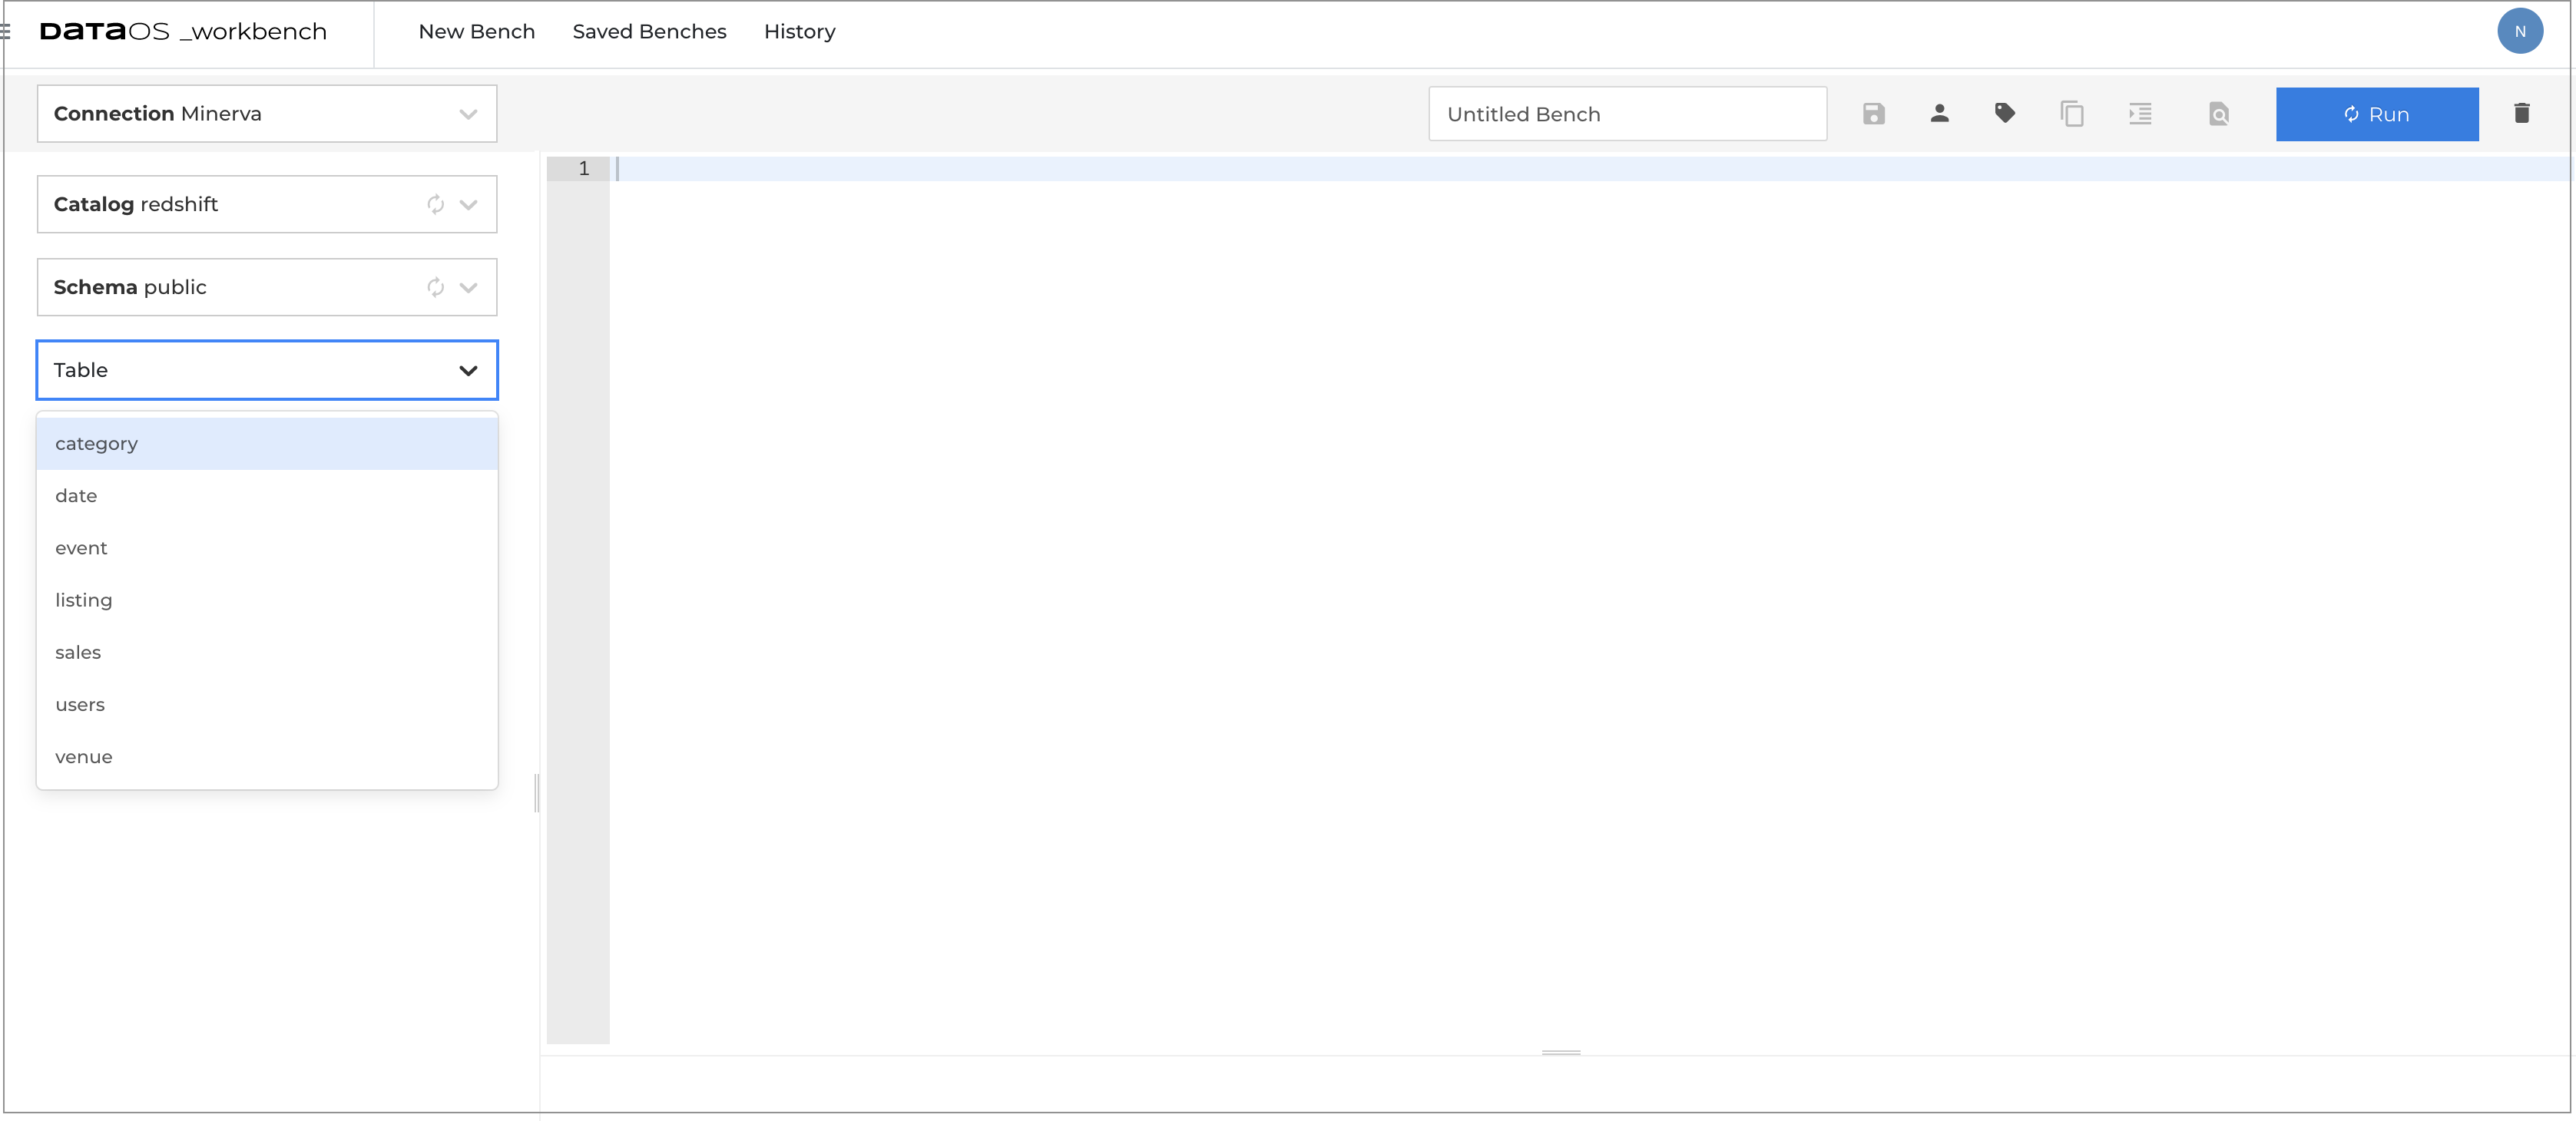 DATAOS _workbench New Bench Saved Benches History N
Connection Minerva Untitled Bench Run
Catalog redshift
Schema public
Table
category
date
event
listing
sales
users
venue
1